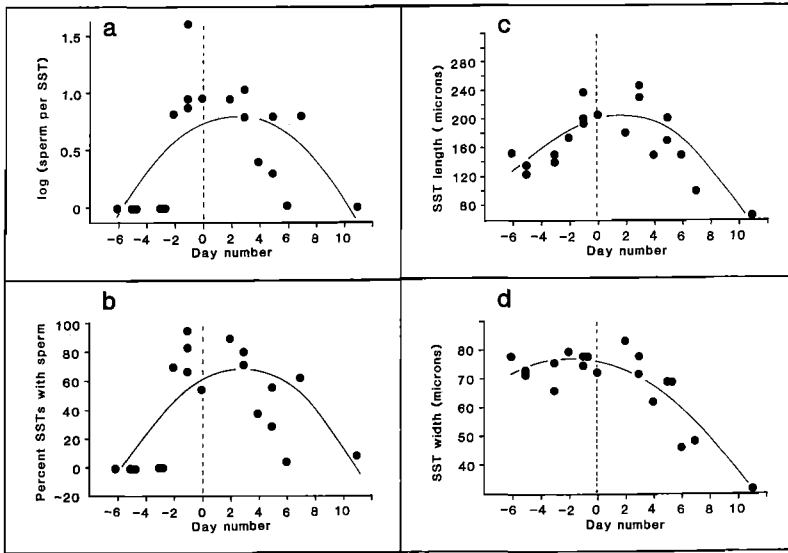 a
log (sperm per SST)
1.5
1.0
0.5
0
-6 -4 -2 0 2 4 6 8 10
Day number
c
SST length (microns)
320
280
240
200
160
120
80
-6 -4 -2 0 2 4 6 8 10
Day number
b
Percent SSTs with sperm
100
80
60
40
20
0
-20
-6 -4 -2 0 2 4 6 8 10
Day number
d
SST width (microns)
80
70
60
50
40
-6 -4 -2 0 2 4 6 8 10
Day number